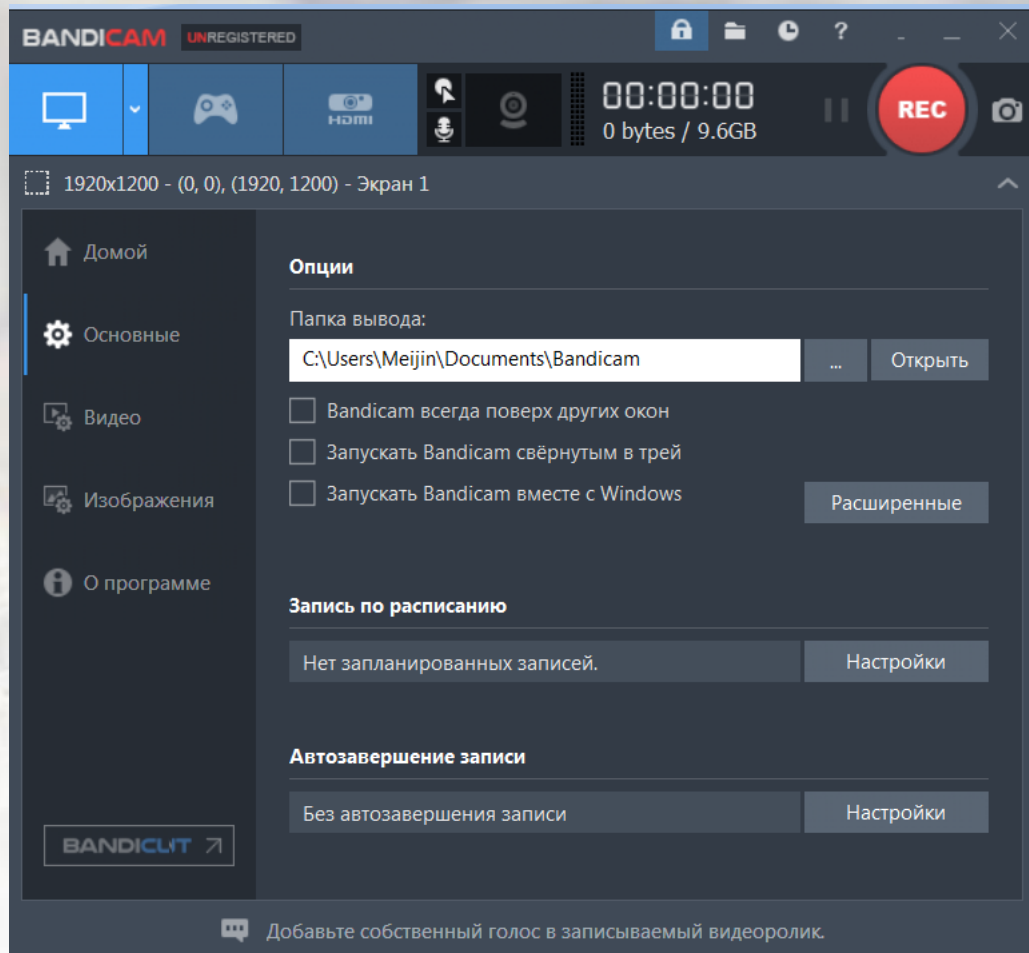 BANDICAM UNREGISTERED
?
HDMI
00:00:00
0 bytes / 9.6GB
REC
1920x1200 - (0, 0), (1920, 1200) - Экран 1
Домой
Основные
Видео
Изображения
О программе
BANDICUT
Опции
Папка вывода:
C:\Users\Meijin\Documents\Bandicam
...
Открыть
Bandicam всегда поверх других окон
Запускать Bandicam свёрнутым в трей
Запускать Bandicam вместе с Windows
Расширенные
Запись по расписанию
Нет запланированных записей.
Настройки
Автозавершение записи
Без автозавершения записи
Настройки
Добавьте собственный голос в записываемый видеоролик.